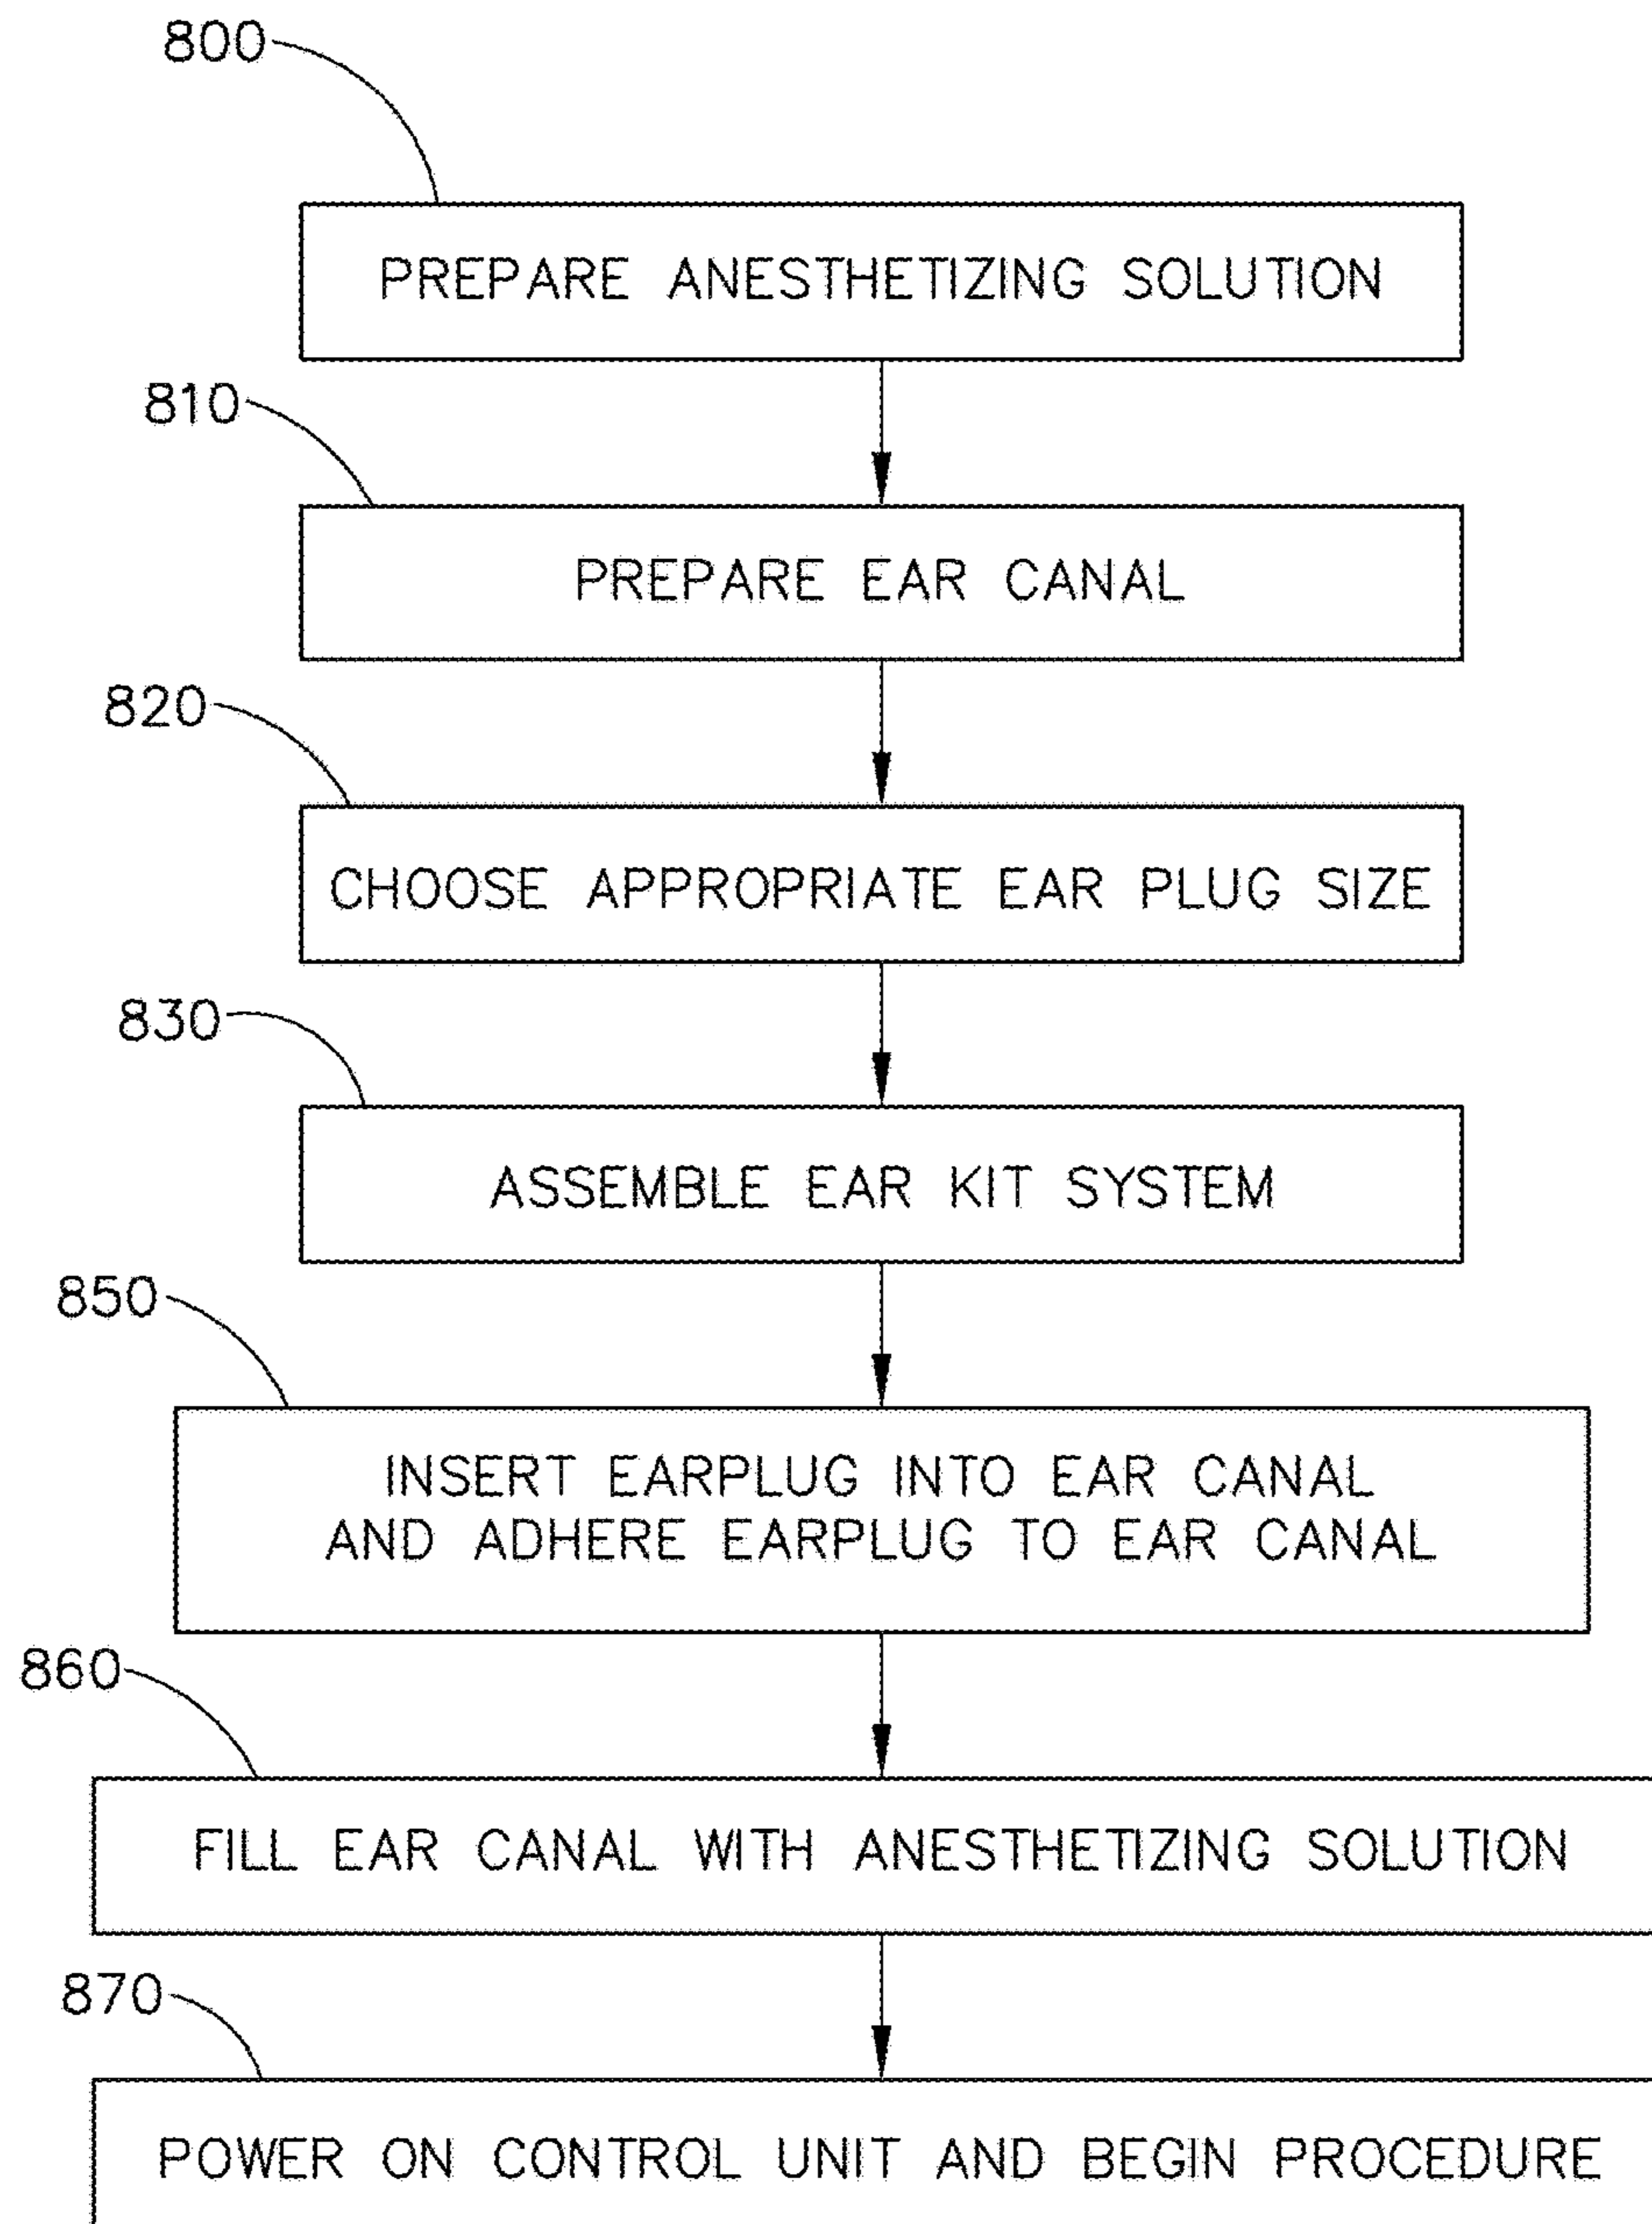 800
PREPARE ANESTHETIZING SOLUTION
810
PREPARE EAR CANAL
820
CHOOSE APPROPRIATE EAR PLUG SIZE
830
ASSEMBLE EAR KIT SYSTEM
850
INSERT EARPLUG INTO EAR CANAL
AND ADHERE EARPLUG TO EAR CANAL
860
FILL EAR CANAL WITH ANESTHETIZING SOLUTION
870
POWER ON CONTROL UNIT AND BEGIN PROCEDURE